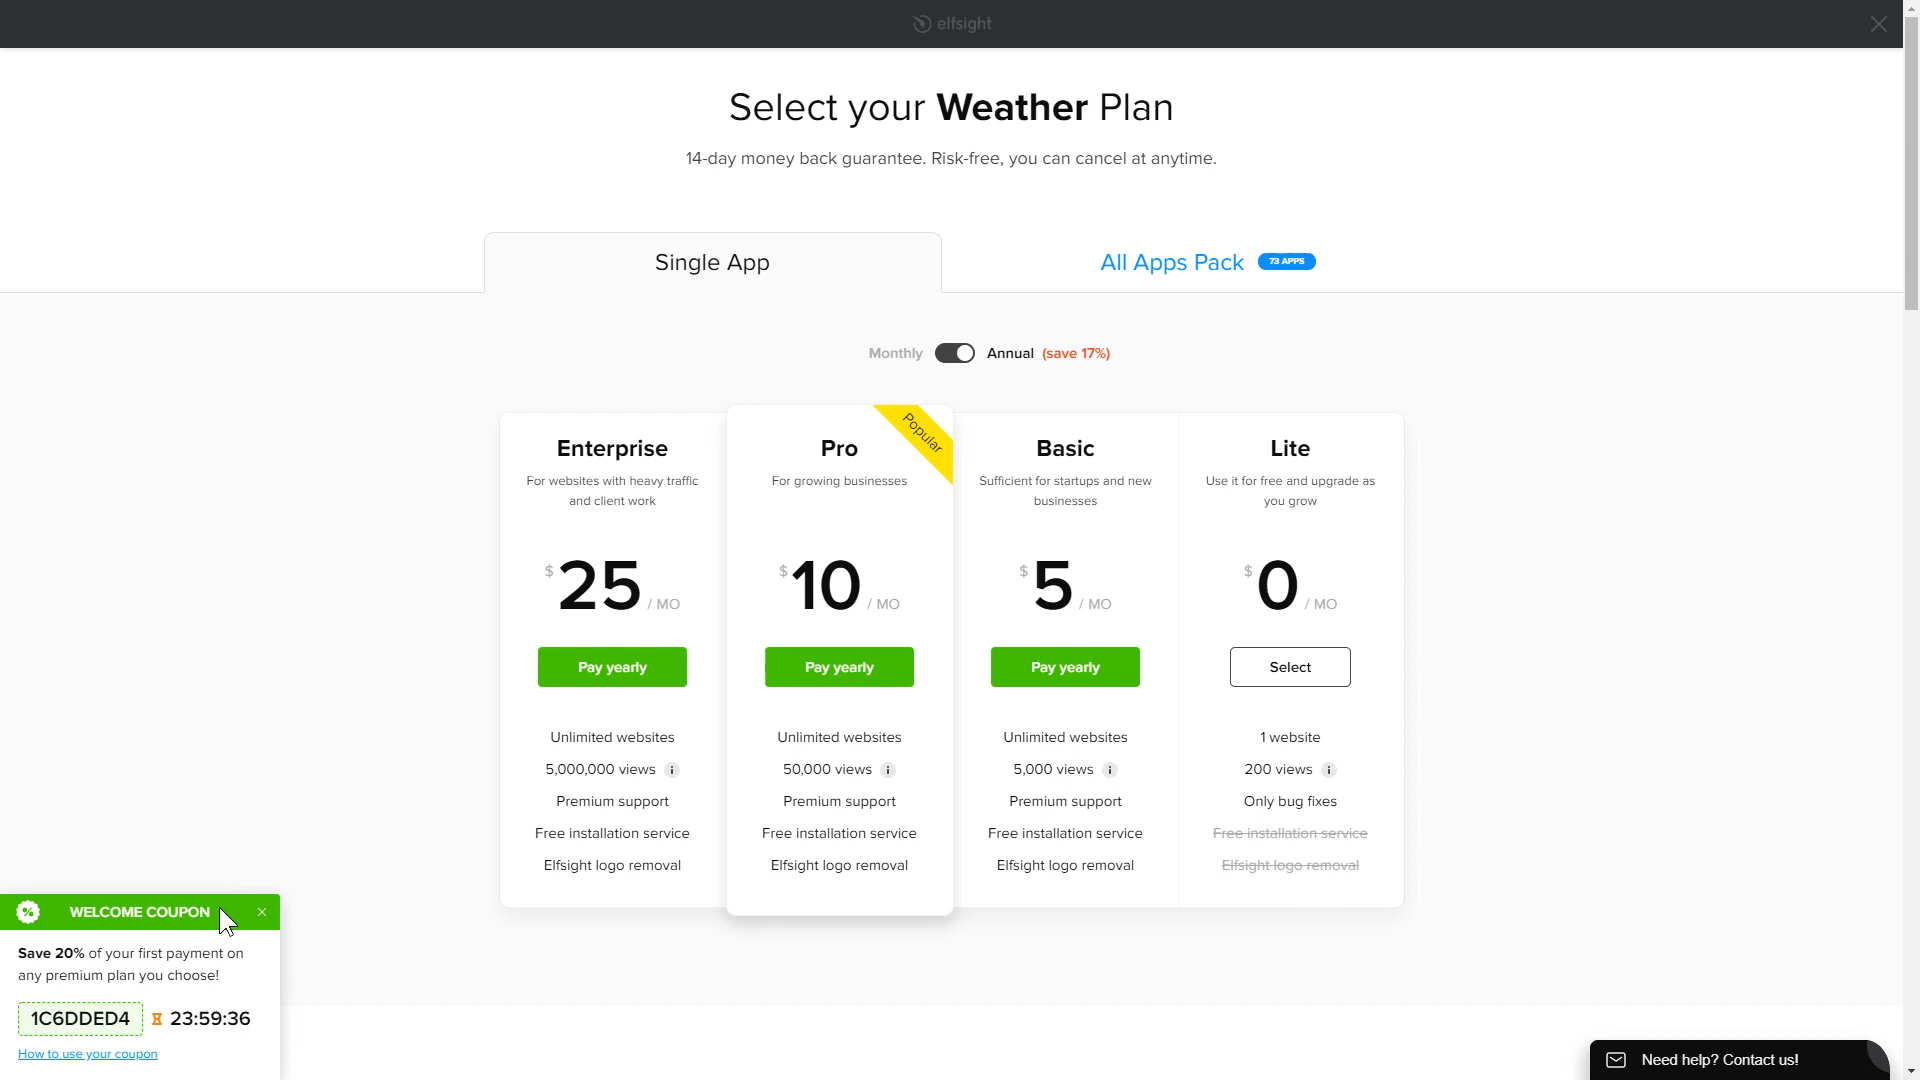 elfsight
Select your Weather Plan
14-day money back guarantee. Risk-free, you can cancel at anytime.
Single App
All Apps Pack 73 APPS
Monthly Annual (save 17%)
Enterprise
For websites with heavy traffic
and client work
$ 25 / MO
Pay yearly
Unlimited websites
5,000,000 views i
Premium support
Free installation service
Elfsight logo removal
Popular
Pro
For growing businesses
$ 10 / MO
Pay yearly
Unlimited websites
50,000 views i
Premium support
Free installation service
Elfsight logo removal
Basic
Sufficient for startups and new
businesses
$ 5 / MO
Pay yearly
Unlimited websites
5,000 views i
Premium support
Free installation service
Elfsight logo removal
Lite
Use it for free and upgrade as
you grow
$ 0 / MO
Select
1 website
200 views i
Only bug fixes
Free installation service
Elfsight logo removal
% WELCOME COUPON
Save 20% of your first payment on
any premium plan you choose!
1C6DDED4 23:59:36
How to use your coupon
Need help? Contact us!